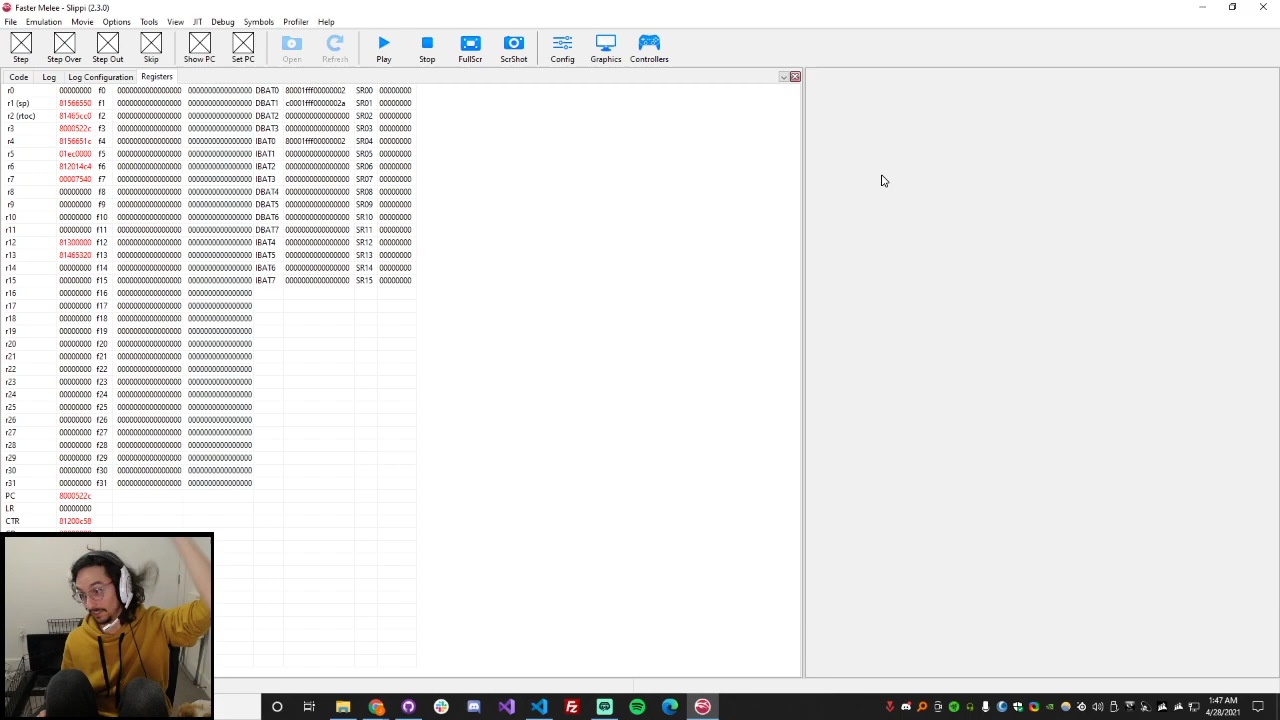 Faster Melee - Slippi (2.3.0)
File Emulation Movie Options Tools View JIT Debug Symbols Profiler Help
Step Step Over Step Out Skip Show PC Set PC Open Refresh Play Stop FullScr ScrShot Config Graphics Controllers
Code Log Log Configuration Registers
r0 00000000 f0 0000000000000000 0000000000000000 DBAT0 80001fff00000002 SR00 00000000
r1 (sp) 81566550 f1 0000000000000000 0000000000000000 DBAT1 c0001fff0000002a SR01 00000000
r2 (rtoc) 81465cc0 f2 0000000000000000 0000000000000000 DBAT2 0000000000000000 SR02 00000000
r3 8000522c f3 0000000000000000 0000000000000000 DBAT3 0000000000000000 SR03 00000000
r4 8156651c f4 0000000000000000 0000000000000000 IBAT0 80001fff00000002 SR04 00000000
r5 01ec0000 f5 0000000000000000 0000000000000000 IBAT1 0000000000000000 SR05 00000000
r6 812014c4 f6 0000000000000000 0000000000000000 IBAT2 0000000000000000 SR06 00000000
r7 00007540 f7 0000000000000000 0000000000000000 IBAT3 0000000000000000 SR07 00000000
r8 00000000 f8 0000000000000000 0000000000000000 DBAT4 0000000000000000 SR08 00000000
r9 00000000 f9 0000000000000000 0000000000000000 DBAT5 0000000000000000 SR09 00000000
r10 00000000 f10 0000000000000000 0000000000000000 DBAT6 0000000000000000 SR10 00000000
r11 00000000 f11 0000000000000000 0000000000000000 DBAT7 0000000000000000 SR11 00000000
r12 81300000 f12 0000000000000000 0000000000000000 IBAT4 0000000000000000 SR12 00000000
r13 81465320 f13 0000000000000000 0000000000000000 IBAT5 0000000000000000 SR13 00000000
r14 00000000 f14 0000000000000000 0000000000000000 IBAT6 0000000000000000 SR14 00000000
r15 00000000 f15 0000000000000000 0000000000000000 IBAT7 0000000000000000 SR15 00000000
r16 00000000 f16 0000000000000000 0000000000000000
r17 00000000 f17 0000000000000000 0000000000000000
r18 00000000 f18 0000000000000000 0000000000000000
r19 00000000 f19 0000000000000000 0000000000000000
r20 00000000 f20 0000000000000000 0000000000000000
r21 00000000 f21 0000000000000000 0000000000000000
r22 00000000 f22 0000000000000000 0000000000000000
r23 00000000 f23 0000000000000000 0000000000000000
r24 00000000 f24 0000000000000000 0000000000000000
r25 00000000 f25 0000000000000000 0000000000000000
r26 00000000 f26 0000000000000000 0000000000000000
r27 00000000 f27 0000000000000000 0000000000000000
r28 00000000 f28 0000000000000000 0000000000000000
r29 00000000 f29 0000000000000000 0000000000000000
r30 00000000 f30 0000000000000000 0000000000000000
r31 00000000 f31 0000000000000000 0000000000000000
PC 8000522c
LR 00000000
CTR 81200c58
1:47 AM
4/28/2021